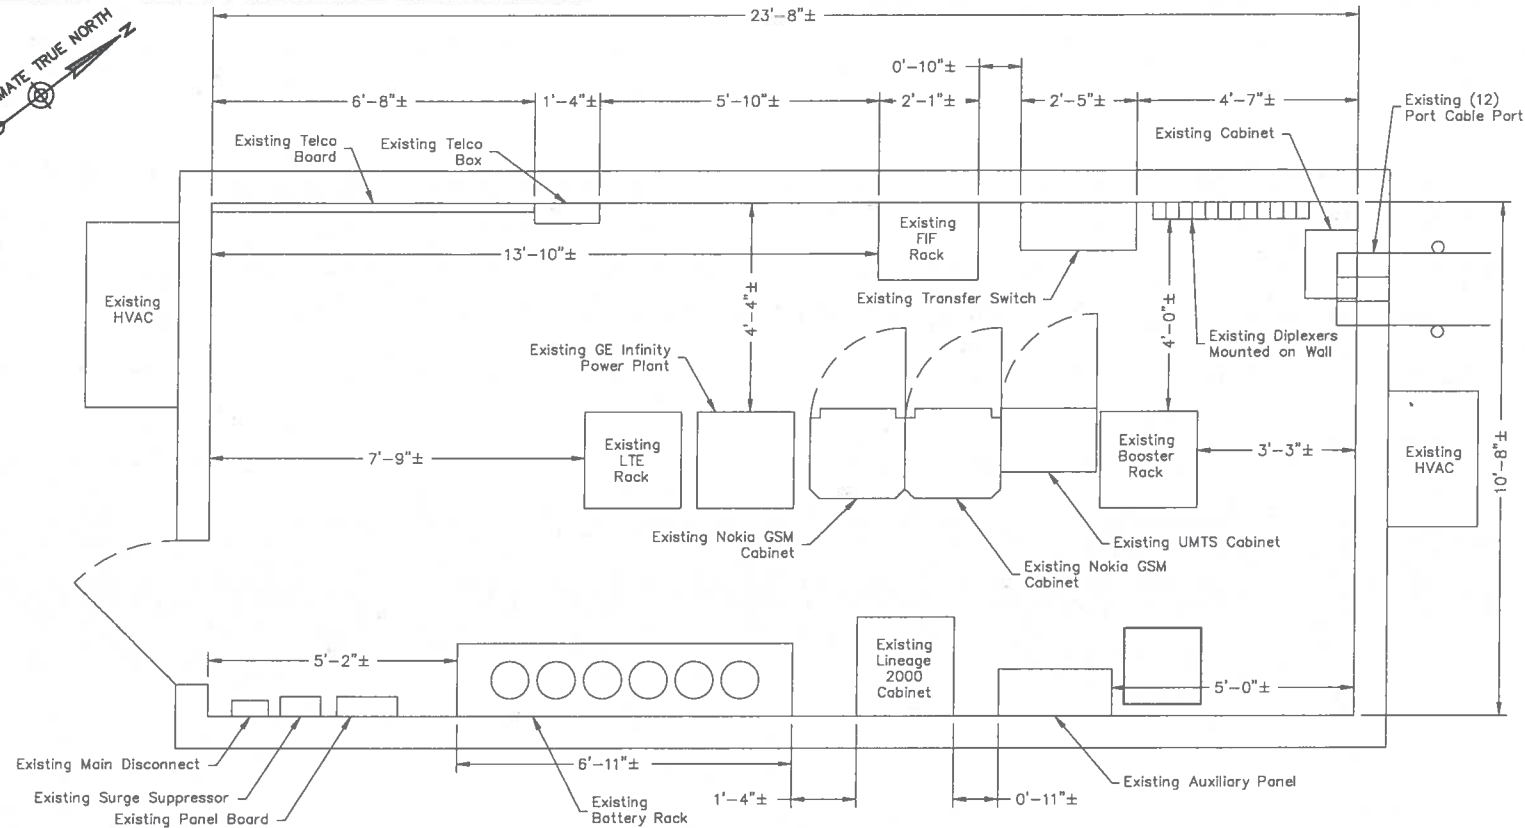 MATE TRUE NORTH
N
23'-8"±
0'-10"±
6'-8"±
1'-4"±
5'-10"±
2'-1"±
2'-5"±
4'-7"±
Existing (12)
Port Cable Port
Existing Cabinet
Existing Telco
Board
Existing Telco
Box
Existing
FIF
Rack
13'-10"±
4'-4"±
4'-0"±
Existing Transfer Switch
Existing
HVAC
Existing Diplexers
Mounted on Wall
Existing GE Infinity
Power Plant
7'-9"±
Existing
LTE
Rack
Existing
Booster
Rack
3'-3"±
Existing
HVAC
10'-8"±
Existing Nokia GSM
Cabinet
Existing UMTS Cabinet
Existing Nokia GSM
Cabinet
5'-2"±
Existing
Lineage
2000
Cabinet
5'-0"±
Existing Main Disconnect
6'-11"±
Existing Auxiliary Panel
Existing Surge Suppressor
1'-4"±
0'-11"±
Existing Panel Board
Existing
Battery Rack